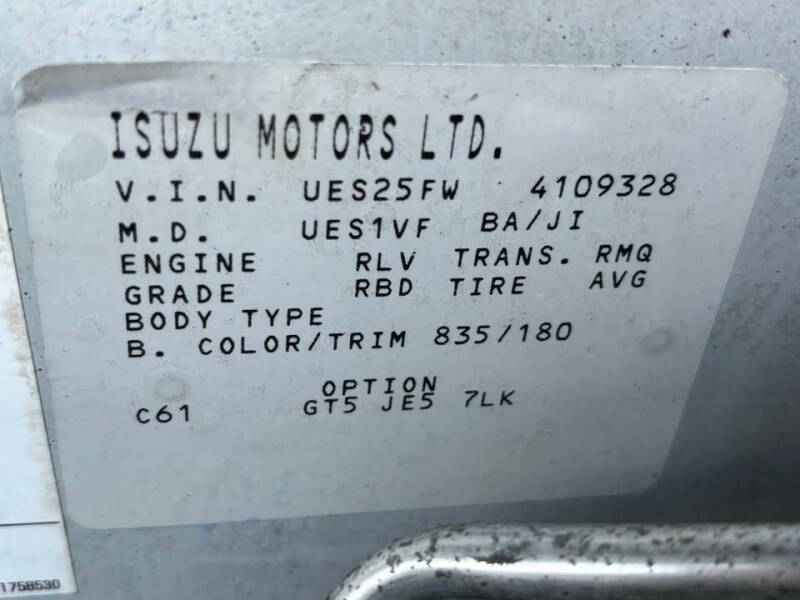 ISUZU MOTORS LTD.
V.I.N. UES25FW 4109328
M.D. UES1VF BA/JI
ENGINE RLV TRANS. RMQ
GRADE RBD TIRE AVG
BODY TYPE
B. COLOR/TRIM 835/180
OPTION
C61 GT5 JE5 7LK
1758530